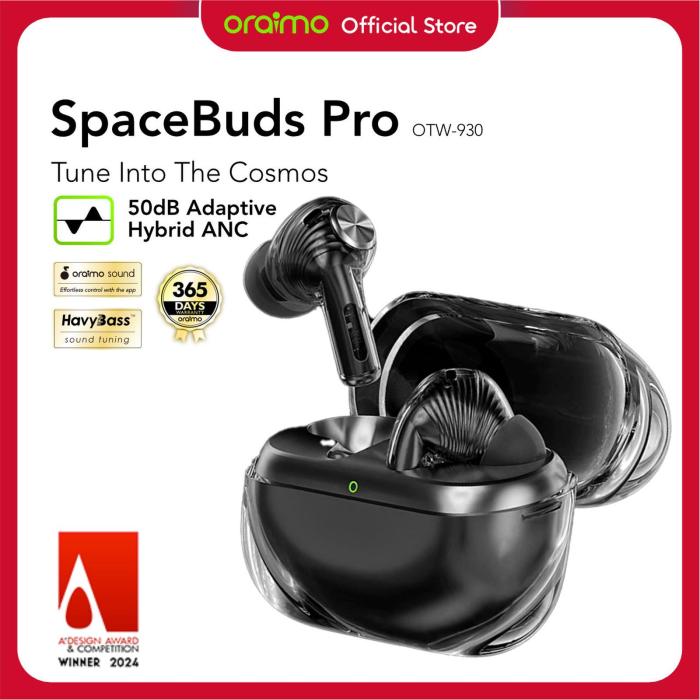 oraimo Official Store
SpaceBuds Pro OTW-930
Tune Into The Cosmos
50dB Adaptive
Hybrid ANC
oraimo sound
Effortless control with the app
HavyBass™
sound tuning
365
DAYS
WARRANTY
oraimo
A'DESIGN AWARD
& COMPETITION
WINNER 2024